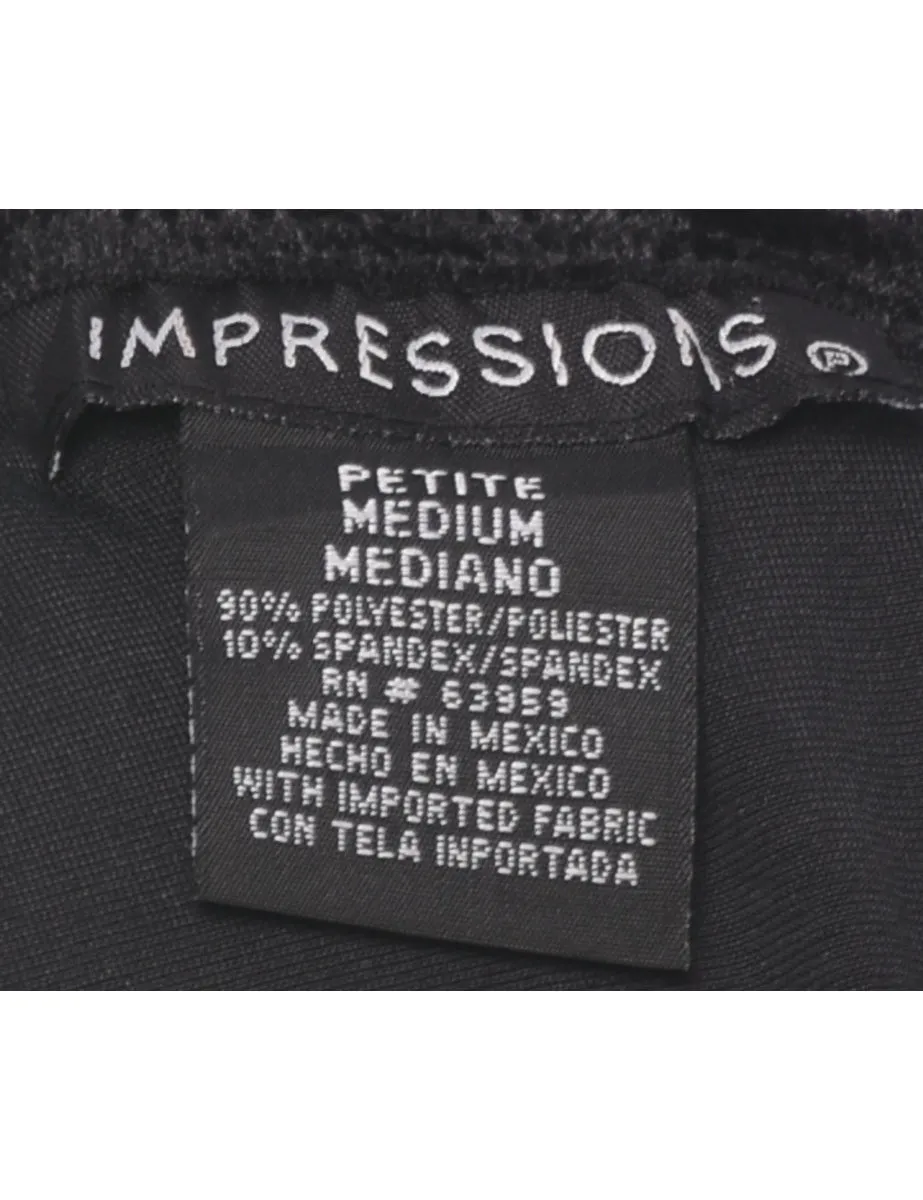 IMPRESSIONS ®
PETITE
MEDIUM
MEDIANO
90% POLYESTER/POLIESTER
10% SPANDEX/SPANDEX
RN # 63959
MADE IN MEXICO
HECHO EN MEXICO
WITH IMPORTED FABRIC
CON TELA INPORTADA